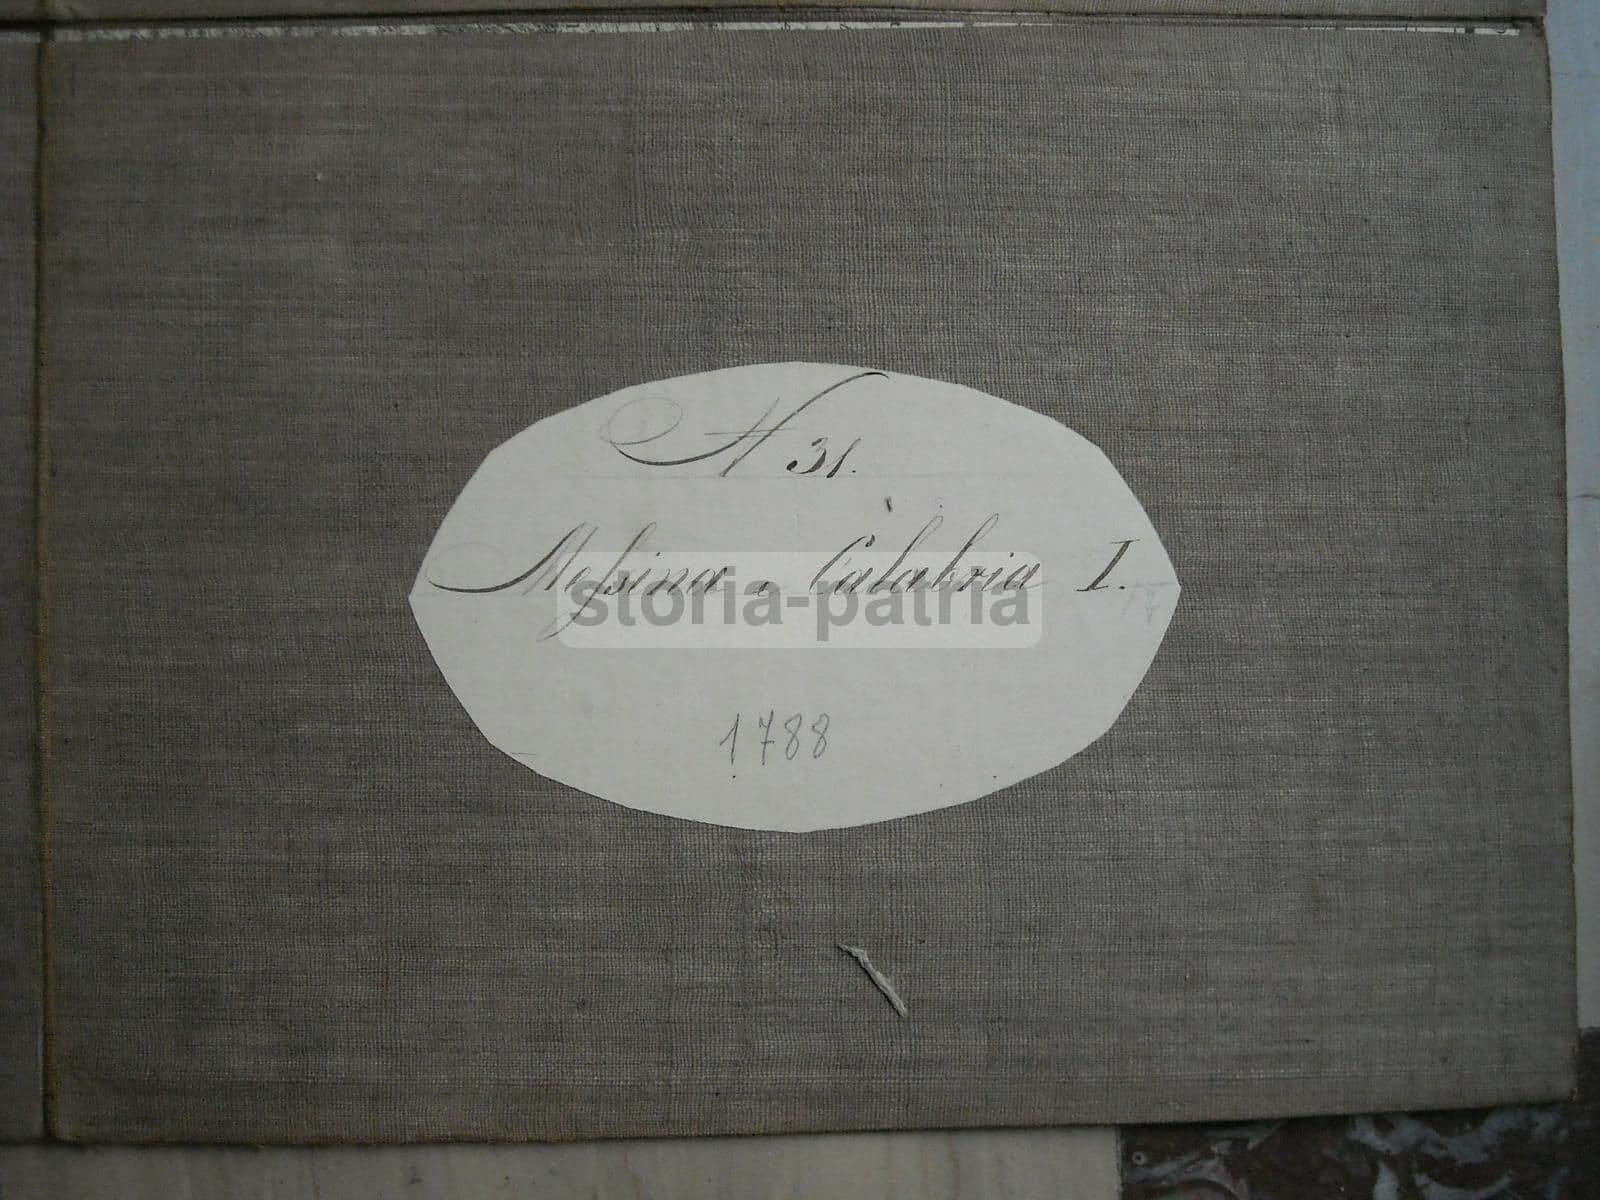 N 31.
Messina e Calabria I.
storia-patria
1788